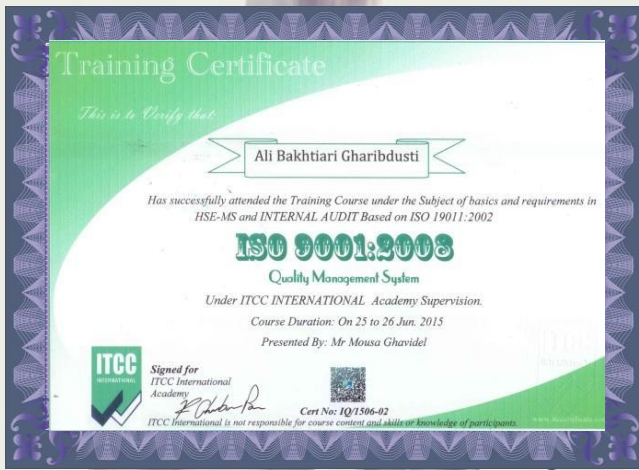 Training Certificate
This is to Verify that:
Ali Bakhtiari Gharibdusti
Has successfully attended the Training Course under the Subject of basics and requirements in
HSE-MS and INTERNAL AUDIT Based on ISO 19011:2002
ISO 9001:2008
Quality Management System
Under ITCC INTERNATIONAL Academy Supervision.
Course Duration: On 25 to 26 Jun. 2015
Presented By: Mr Mousa Ghavidel
ITCC
INTERNATIONAL
Signed for
ITCC International
Academy
Cert No: IQ/1506-02
ITCC International is not responsible for course content and skills or knowledge of participants.